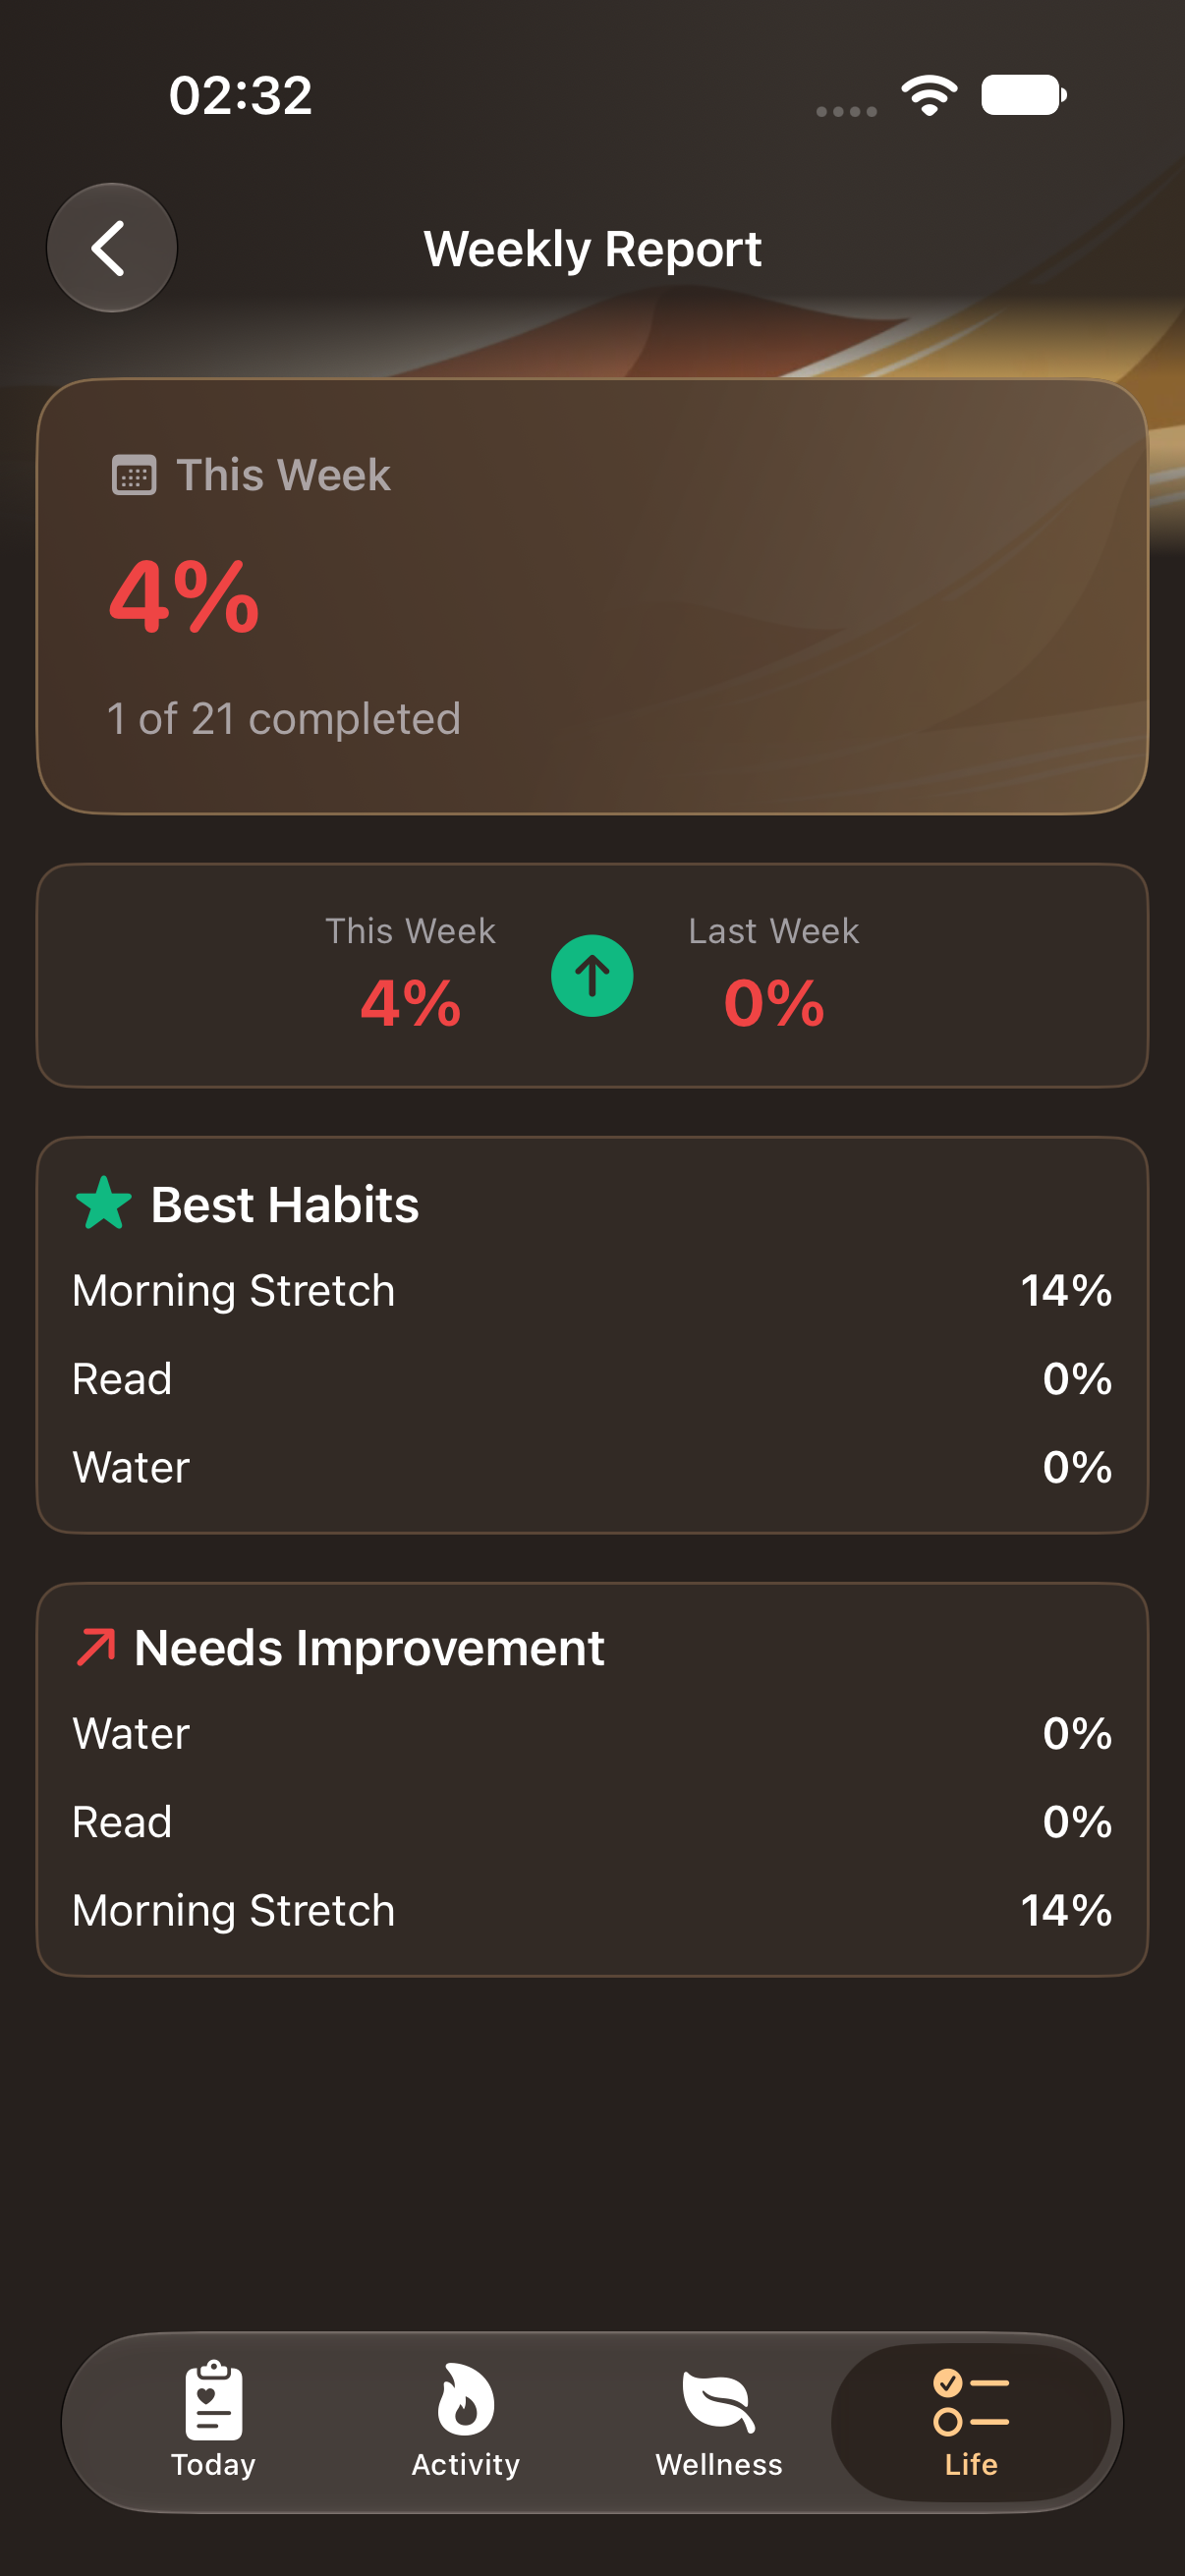 02:32
Weekly Report
This Week
4%
1 of 21 completed
This Week
Last Week
4%
0%
Best Habits
Morning Stretch 14%
Read 0%
Water 0%
Needs Improvement
Water 0%
Read 0%
Morning Stretch 14%
Today
Activity
Wellness
Life